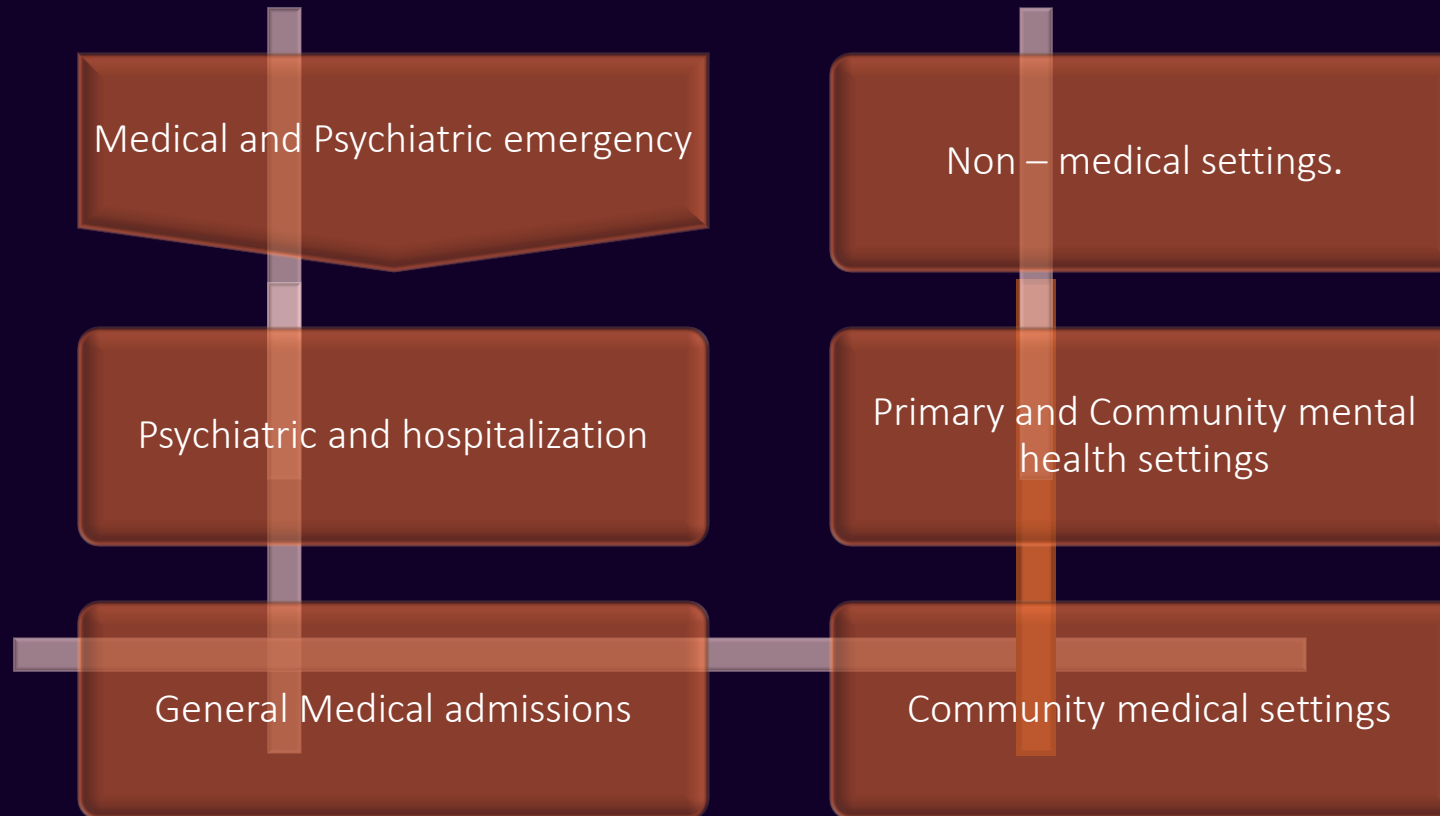 Medical and Psychiatric emergency
Psychiatric and hospitalization
General Medical admissions
Non – medical settings.
Primary and Community mental
health settings
Community medical settings